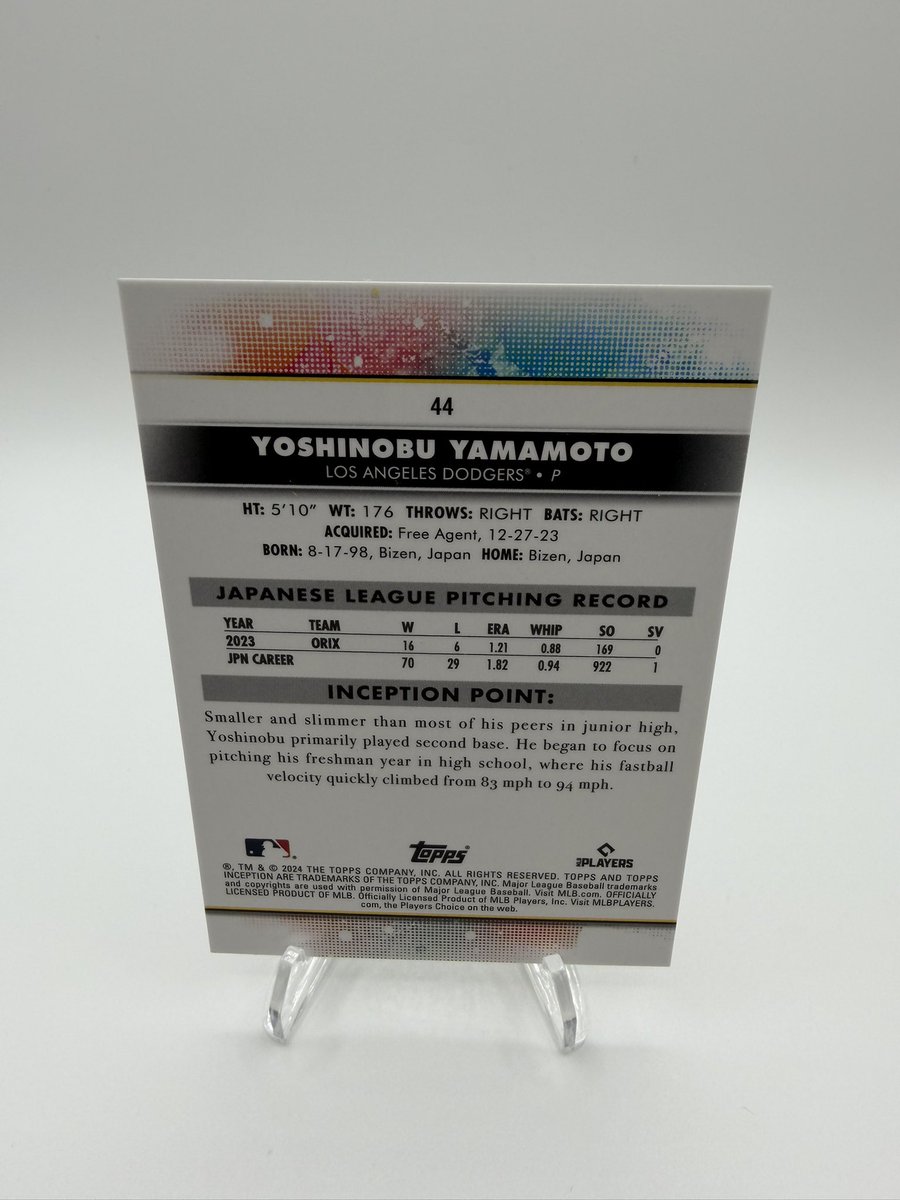 44
YOSHINOBU YAMAMOTO
LOS ANGELES DODGERS® • P
HT: 5'10" WT: 176 THROWS: RIGHT BATS: RIGHT
ACQUIRED: Free Agent, 12-27-23
BORN: 8-17-98, Bizen, Japan HOME: Bizen, Japan
JAPANESE LEAGUE PITCHING RECORD
YEAR TEAM W L ERA WHIP SO SV
2023 ORIX 16 6 1.21 0.88 169 0
JPN CAREER 70 29 1.82 0.94 922 1
INCEPTION POINT:
Smaller and slimmer than most of his peers in junior high,
Yoshinobu primarily played second base. He began to focus on
pitching his freshman year in high school, where his fastball
velocity quickly climbed from 83 mph to 94 mph.
topps®
MLB PLAYERS
®, TM & © 2024 THE TOPPS COMPANY, INC. ALL RIGHTS RESERVED. TOPPS AND TOPPS
INCEPTION ARE TRADEMARKS OF THE TOPPS COMPANY, INC. Major League Baseball trademarks
and copyrights are used with permission of Major League Baseball. Visit MLB.com. OFFICIALLY
LICENSED PRODUCT OF MLB. Officially Licensed Product of MLB Players, Inc. Visit MLBPLAYERS.
com, the Players Choice on the web.